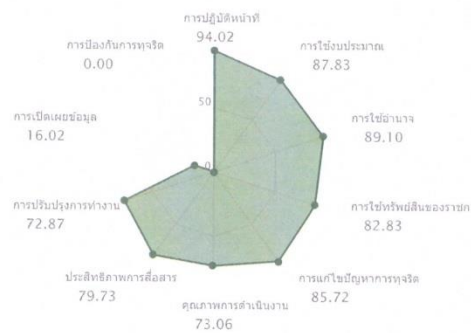 การปฏิบัติหน้าที่
94.02
การใช้งบประมาณ
87.83
การใช้อำนาจ
89.10
การใช้ทรัพย์สินของราชก
82.83
การแก้ไขปัญหาการทุจริต
85.72
คุณภาพการดำเนินงาน
73.06
ประสิทธิภาพการสื่อสาร
79.73
การปรับปรุงการทำงาน
72.87
การเปิดเผยข้อมูล
16.02
การป้องกันการทุจริต
0.00
50
0